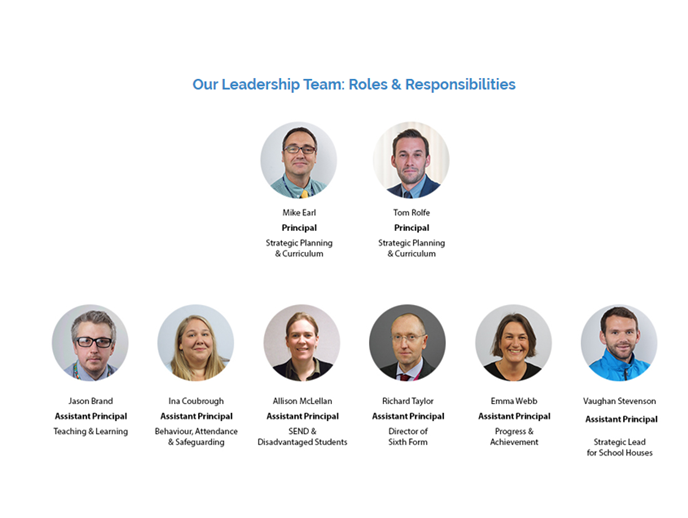 Our Leadership Team: Roles & Responsibilities
Mike Earl
Principal
Strategic Planning
& Curriculum
Tom Rolfe
Principal
Strategic Planning
& Curriculum
Jason Brand
Assistant Principal
Teaching & Learning
Ina Coubrough
Assistant Principal
Behaviour, Attendance
& Safeguarding
Allison McLellan
Assistant Principal
SEND &
Disadvantaged Students
Richard Taylor
Assistant Principal
Director of
Sixth Form
Emma Webb
Assistant Principal
Progress &
Achievement
Vaughan Stevenson
Assistant Principal
Strategic Lead
for School Houses